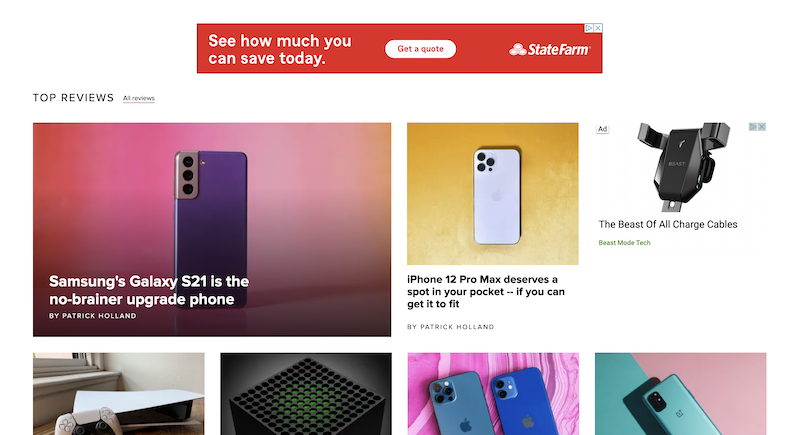 See how much you
can save today.
Get a quote
StateFarm
TOP REVIEWS All reviews
Ad
BEAST
Samsung's Galaxy S21 is the
no-brainer upgrade phone
BY PATRICK HOLLAND
iPhone 12 Pro Max deserves a
spot in your pocket -- if you can
get it to fit
BY PATRICK HOLLAND
The Beast Of All Charge Cables
Beast Mode Tech